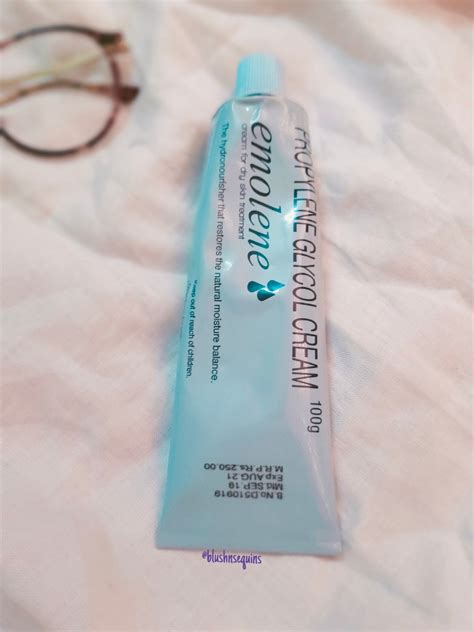 PROPYLENE GLYCOL CREAM 100g
emolene
cream for dry skin treatment
The hydronourisher that restores the natural moisture balance.
Keep out of reach of children.
B.No.D510919
Mfd.SEP.19
Exp.AUG.21
M.R.P.Rs.250.00
@blushnsequins